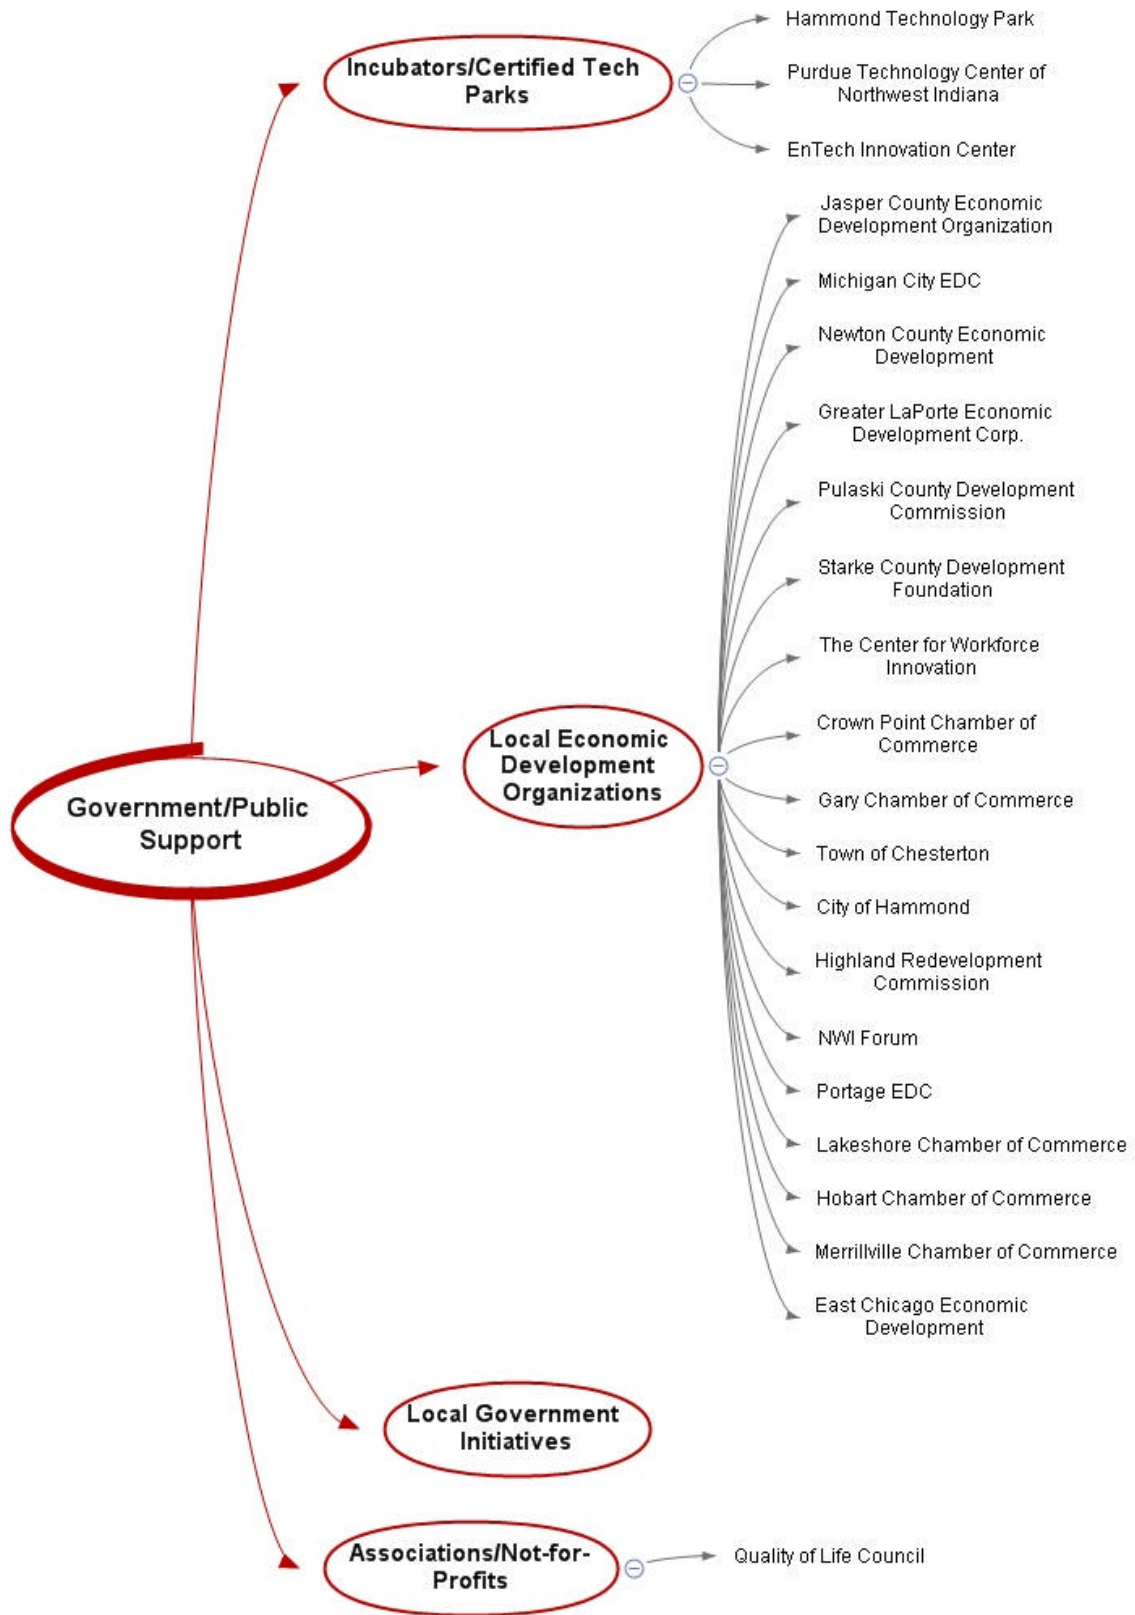 Hammond Technology Park
Incubators/Certified Tech
Parks
Purdue Technology Center of
Northwest Indiana
EnTech Innovation Center
Jasper County Economic
Development Organization
Michigan City EDC
Newton County Economic
Development
Greater LaPorte Economic
Development Corp.
Pulaski County Development
Commission
Starke County Development
Foundation
The Center for Workforce
Innovation
Crown Point Chamber of
Commerce
Local Economic
Development
Organizations
Government/Public
Support
Gary Chamber of Commerce
Town of Chesterton
City of Hammond
Highland Redevelopment
Commission
NWI Forum
Portage EDC
Lakeshore Chamber of Commerce
Hobart Chamber of Commerce
Merrillville Chamber of Commerce
East Chicago Economic
Development
Local Government
Initiatives
Associations/Not-for-
Profits
Quality of Life Council